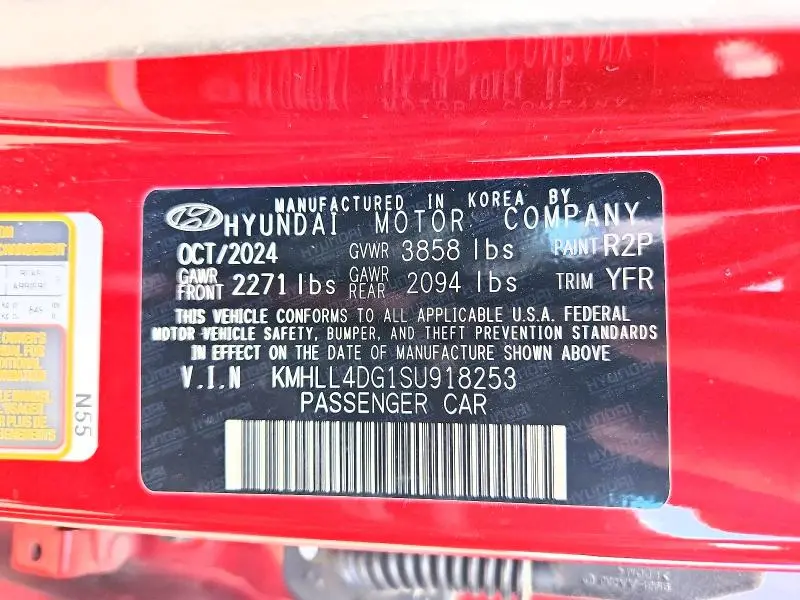 MANUFACTURED IN KOREA BY
HYUNDAI MOTOR COMPANY
OCT/2024 GVWR 3858 lbs PAINT R2P
GAWR FRONT 2271 lbs GAWR REAR 2094 lbs TRIM YFR
THIS VEHICLE CONFORMS TO ALL APPLICABLE U.S.A. FEDERAL
MOTOR VEHICLE SAFETY, BUMPER, AND THEFT PREVENTION STANDARDS
IN EFFECT ON THE DATE OF MANUFACTURE SHOWN ABOVE
V.I.N KMHLL4DG1SU918253
PASSENGER CAR
N55